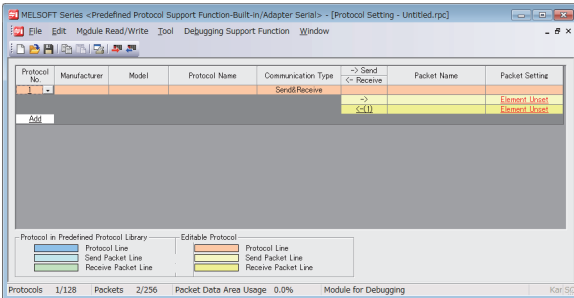 MELSOFT Series <Predefined Protocol Support Function-Built-in/Adapter Serial> - [Protocol Setting - Untitled.rpc]
File Edit Module Read/Write Tool Debugging Support Function Window
Protocol No. Manufacturer Model Protocol Name Communication Type -> Send <- Receive Packet Name Packet Setting
1 Send&Receive
-> Element Unset
<-(1) Element Unset
Add
Protocol in Predefined Protocol Library
Protocol Line
Send Packet Line
Receive Packet Line
Editable Protocol
Protocol Line
Send Packet Line
Receive Packet Line
Protocols 1/128 Packets 2/256 Packet Data Area Usage 0.0% Module for Debugging